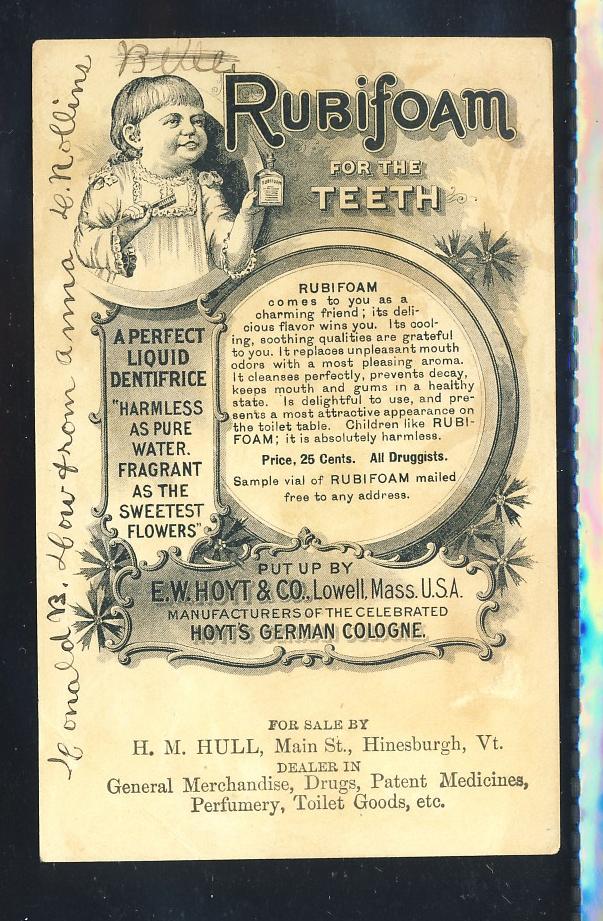 RUBIFOAM
FOR THE
TEETH
RUBIFOAM
A PERFECT
LIQUID
DENTIFRICE
"HARMLESS
AS PURE
WATER.
FRAGRANT
AS THE
SWEETEST
FLOWERS"
RUBIFOAM
comes to you as a
charming friend; its deli-
cious flavor wins you. Its cool-
ing, soothing qualities are grateful
to you. It replaces unpleasant mouth
odors with a most pleasing aroma.
It cleanses perfectly, prevents decay,
keeps mouth and gums in a healthy
state. Is delightful to use, and pre-
sents a most attractive appearance on
the toilet table. Children like RUBI-
FOAM; it is absolutely harmless.
Price, 25 Cents. All Druggists.
Sample vial of RUBIFOAM mailed
free to any address.
PUT UP BY
E.W. HOYT & CO., Lowell, Mass. U.S.A.
MANUFACTURERS OF THE CELEBRATED
HOYT'S GERMAN COLOGNE.
FOR SALE BY
H. M. HULL, Main St., Hinesburgh, Vt.
DEALER IN
General Merchandise, Drugs, Patent Medicines,
Perfumery, Toilet Goods, etc.
B. from Anna